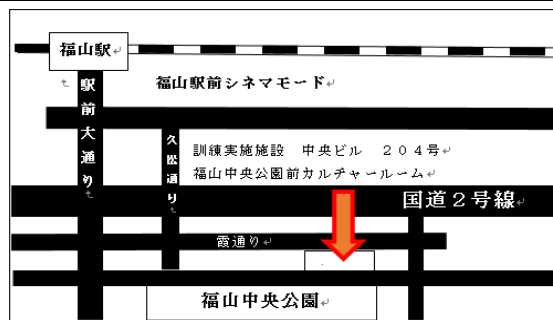 福山駅
福山駅前シネマモード
駅前大通り
久松通り
訓練実施施設　中央ビル　２０４号
福山中央公園前カルチャールーム
国道２号線
霞通り
福山中央公園